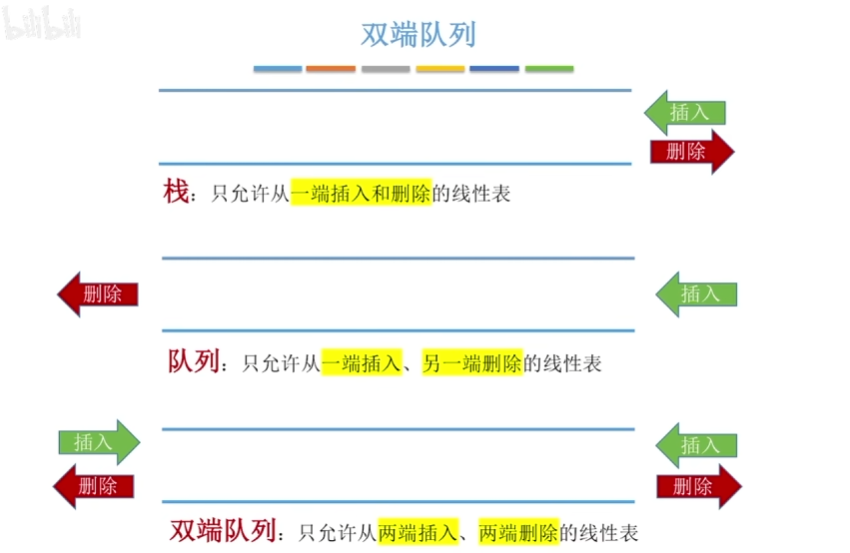 bilibili
双端队列
插入
删除
栈：只允许从一端插入和删除的线性表
删除
插入
队列：只允许从一端插入、另一端删除的线性表
插入
插入
删除
删除
双端队列：只允许从两端插入、两端删除的线性表